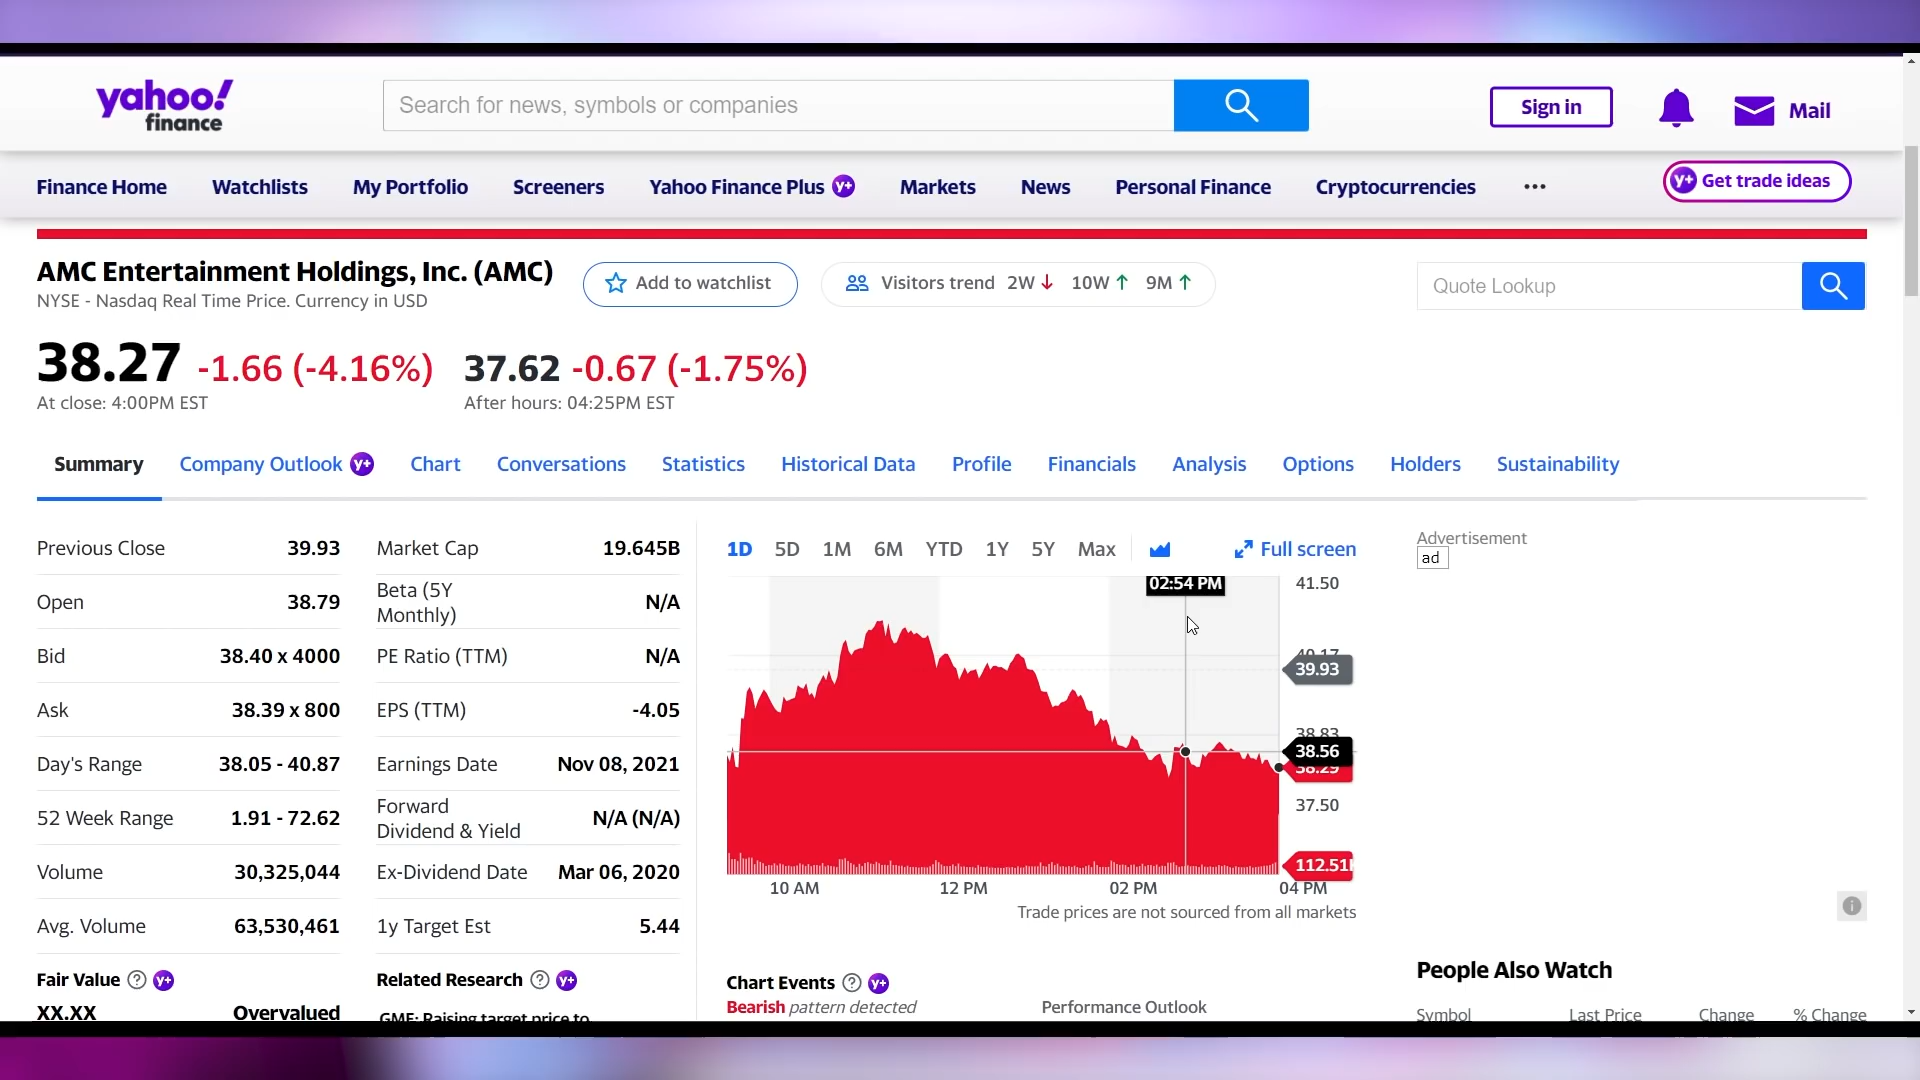 yahoo!
finance
Search for news, symbols or companies
Sign in
Mail
Finance Home
Watchlists
My Portfolio
Screeners
Yahoo Finance Plus y+
Markets
News
Personal Finance
Cryptocurrencies
...
y+ Get trade ideas
AMC Entertainment Holdings, Inc. (AMC)
NYSE - Nasdaq Real Time Price. Currency in USD
Add to watchlist
Visitors trend 2W↓ 10W↑ 9M↑
Quote Lookup
38.27 -1.66 (-4.16%)
At close: 4:00PM EST
37.62 -0.67 (-1.75%)
After hours: 04:25PM EST
Summary
Company Outlook y+
Chart
Conversations
Statistics
Historical Data
Profile
Financials
Analysis
Options
Holders
Sustainability
Previous Close 39.93
Open 38.79
Bid 38.40 x 4000
Ask 38.39 x 800
Day's Range 38.05 - 40.87
52 Week Range 1.91 - 72.62
Volume 30,325,044
Avg. Volume 63,530,461
Market Cap 19.645B
Beta (5Y
Monthly) N/A
PE Ratio (TTM) N/A
EPS (TTM) -4.05
Earnings Date Nov 08, 2021
Forward
Dividend & Yield N/A (N/A)
Ex-Dividend Date Mar 06, 2020
1y Target Est 5.44
Fair Value ? y+
XX.XX Overvalued
Related Research ? y+
GME: Raising target price to
1D 5D 1M 6M YTD 1Y 5Y Max
Full screen
02:54 PM
41.50
40.17
39.93
38.83
38.56
38.29
37.50
112.51
10 AM 12 PM 02 PM 04 PM
Trade prices are not sourced from all markets
Chart Events ? y+
Bearish pattern detected
Performance Outlook
Advertisement
ad
People Also Watch
Symbol Last Price Change % Change